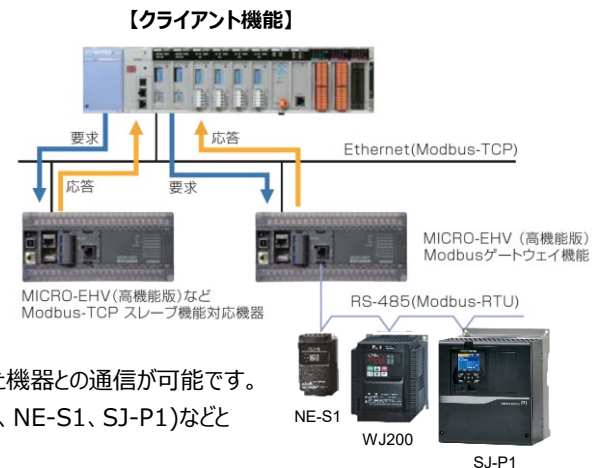 【クライアント機能】
要求
応答
Ethernet(Modbus-TCP)
応答
要求
MICRO-EHV（高機能版）
Modbusゲートウェイ機能
MICRO-EHV(高機能版)など
Modbus-TCP スレーブ機能対応機器
RS-485(Modbus-RTU)
た機器との通信が可能です。
、NE-S1、SJ-P1)などと
NE-S1
WJ200
SJ-P1